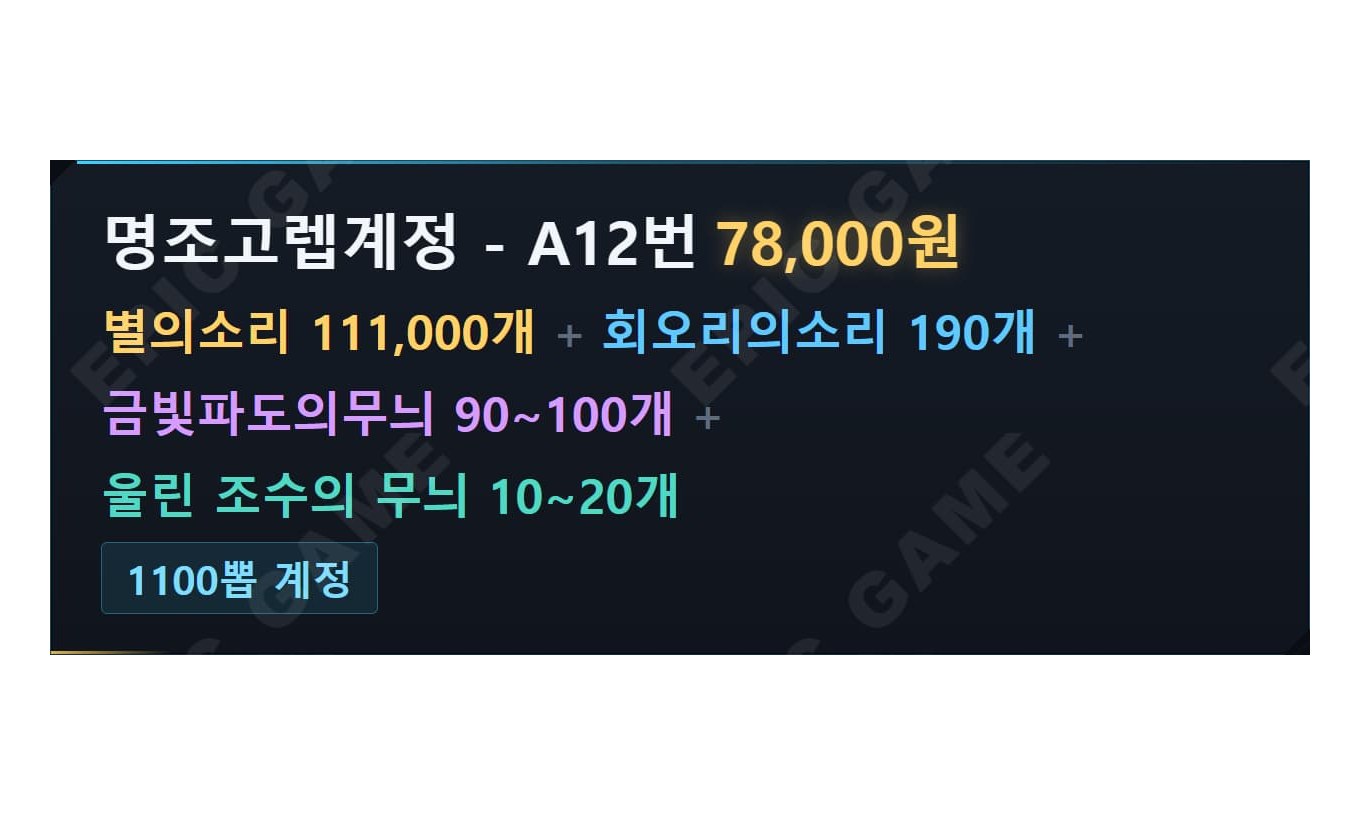 명조고렙계정 - A12번 78,000원
별의소리 111,000개 + 회오리의소리 190개 +
금빛파도의무늬 90~100개 +
울린 조수의 무늬 10~20개
1100뽑 계정
EPIC GAME